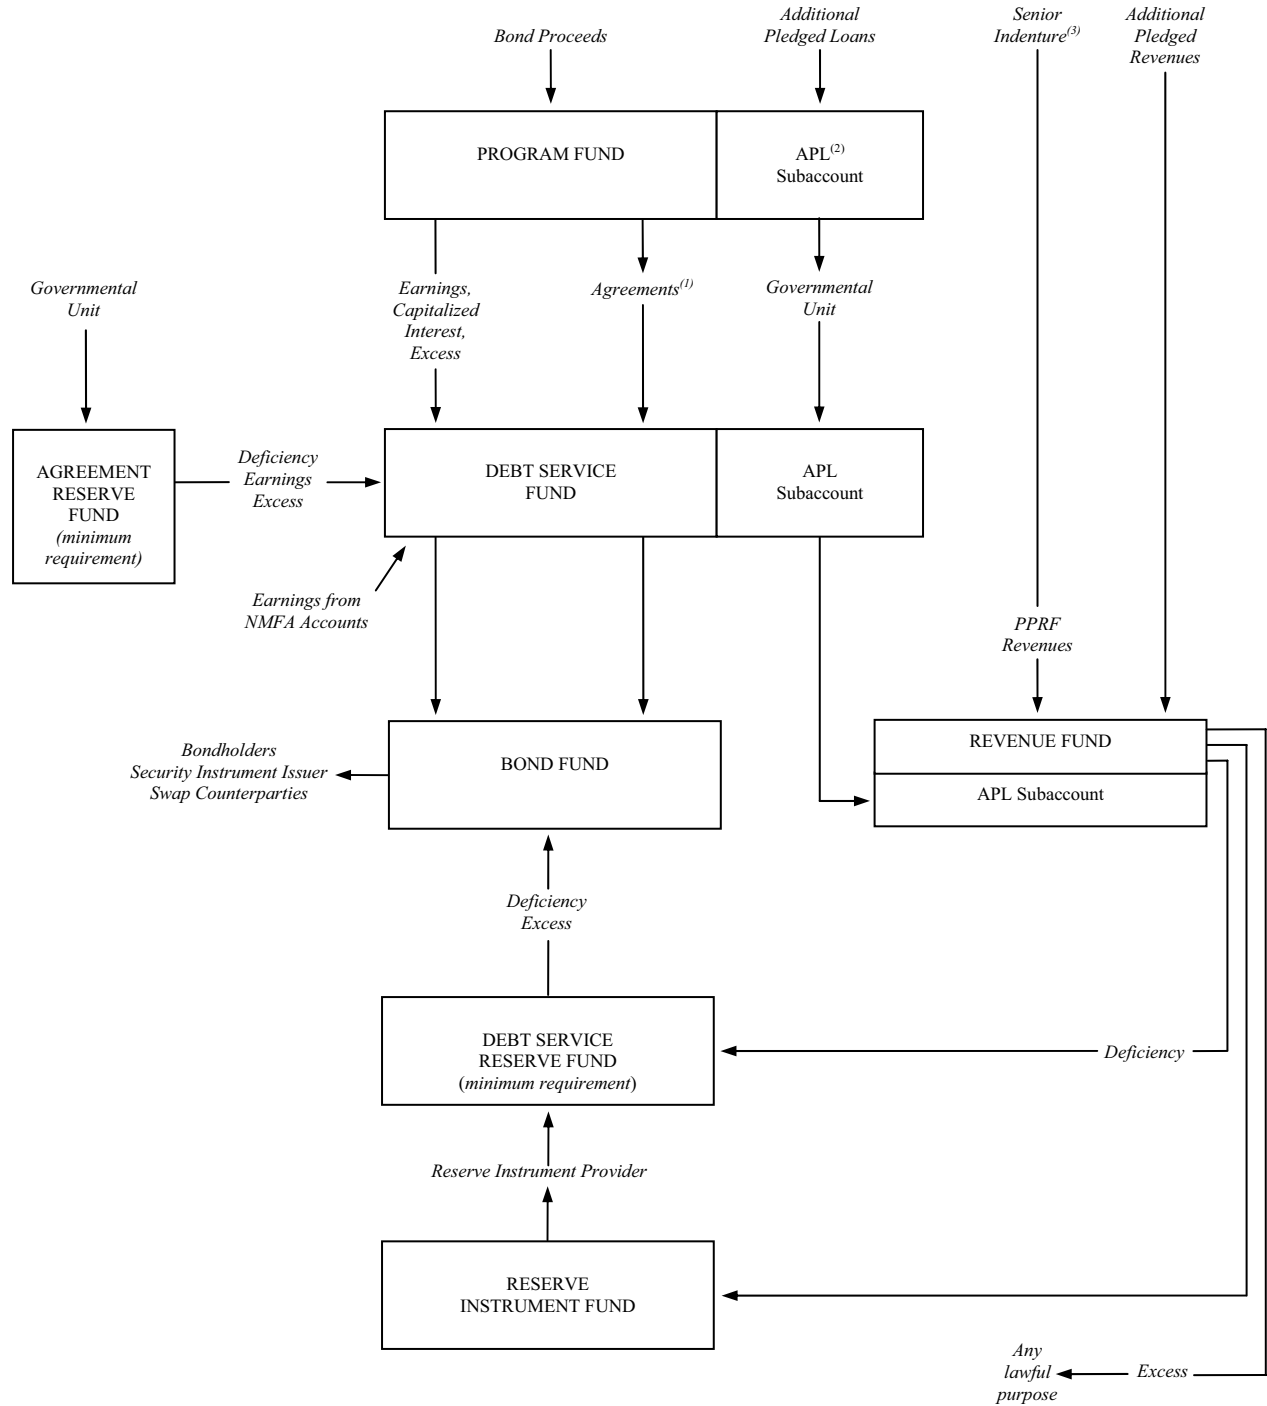 Bond Proceeds
Additional
Pledged Loans
Senior
Indenture(3)
Additional
Pledged
Revenues
PROGRAM FUND
APL(2)
Subaccount
Governmental
Unit
Earnings,
Capitalized
Interest,
Excess
Agreements(1)
Governmental
Unit
AGREEMENT
RESERVE
FUND
(minimum
requirement)
Deficiency
Earnings
Excess
DEBT SERVICE
FUND
APL
Subaccount
Earnings from
NMFA Accounts
PPRF
Revenues
Bondholders
Security Instrument Issuer
Swap Counterparties
BOND FUND
REVENUE FUND
APL Subaccount
Deficiency
Excess
DEBT SERVICE
RESERVE FUND
(minimum requirement)
Deficiency
Reserve Instrument Provider
RESERVE
INSTRUMENT FUND
Any
lawful
purpose
Excess